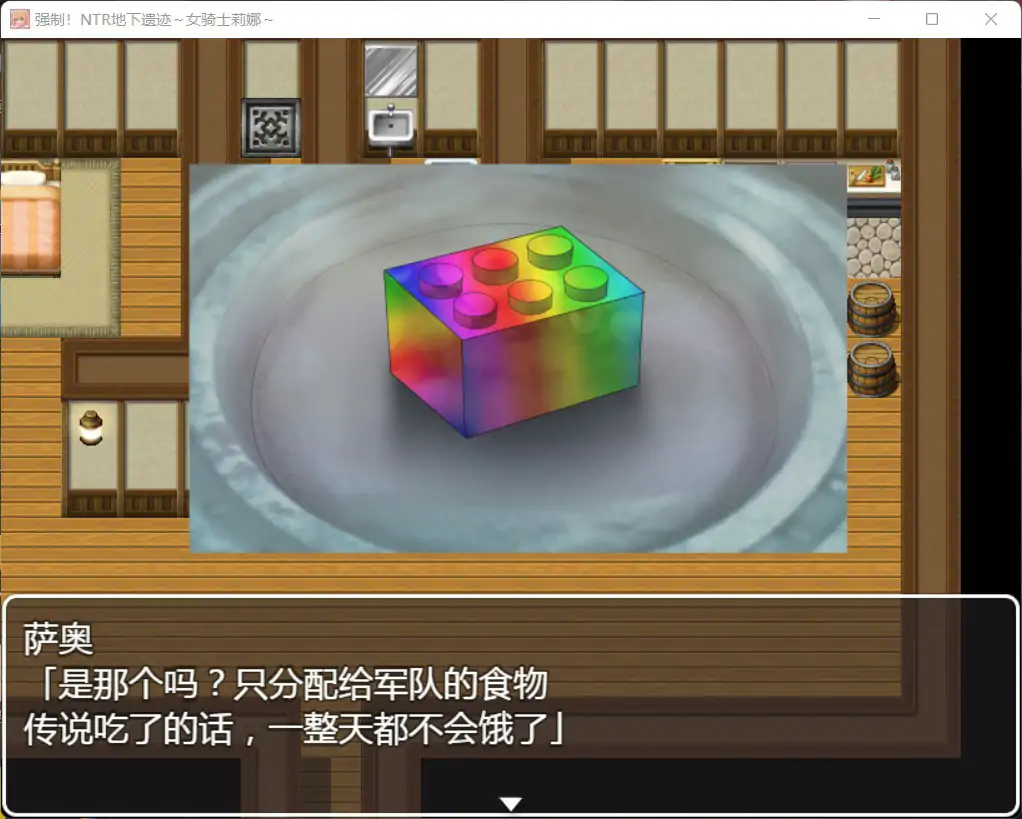 强制！NTR地下遗迹～女骑士莉娜～
萨奥
「是那个吗？只分配给军队的食物
传说吃了的话，一整天都不会饿了」